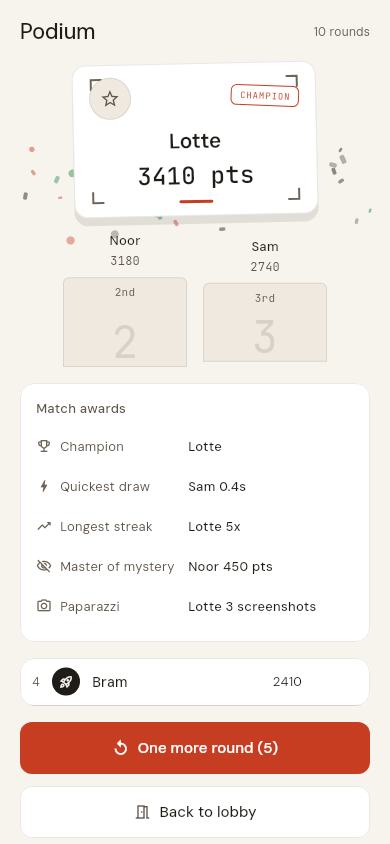 Podium
10 rounds
CHAMPION
Lotte
3410 pts
Noor
3180
2nd
2
Sam
2740
3rd
3
Match awards
Champion Lotte
Quickest draw Sam 0.4s
Longest streak Lotte 5x
Master of mystery Noor 450 pts
Paparazzi Lotte 3 screenshots
4 Bram 2410
One more round (5)
Back to lobby